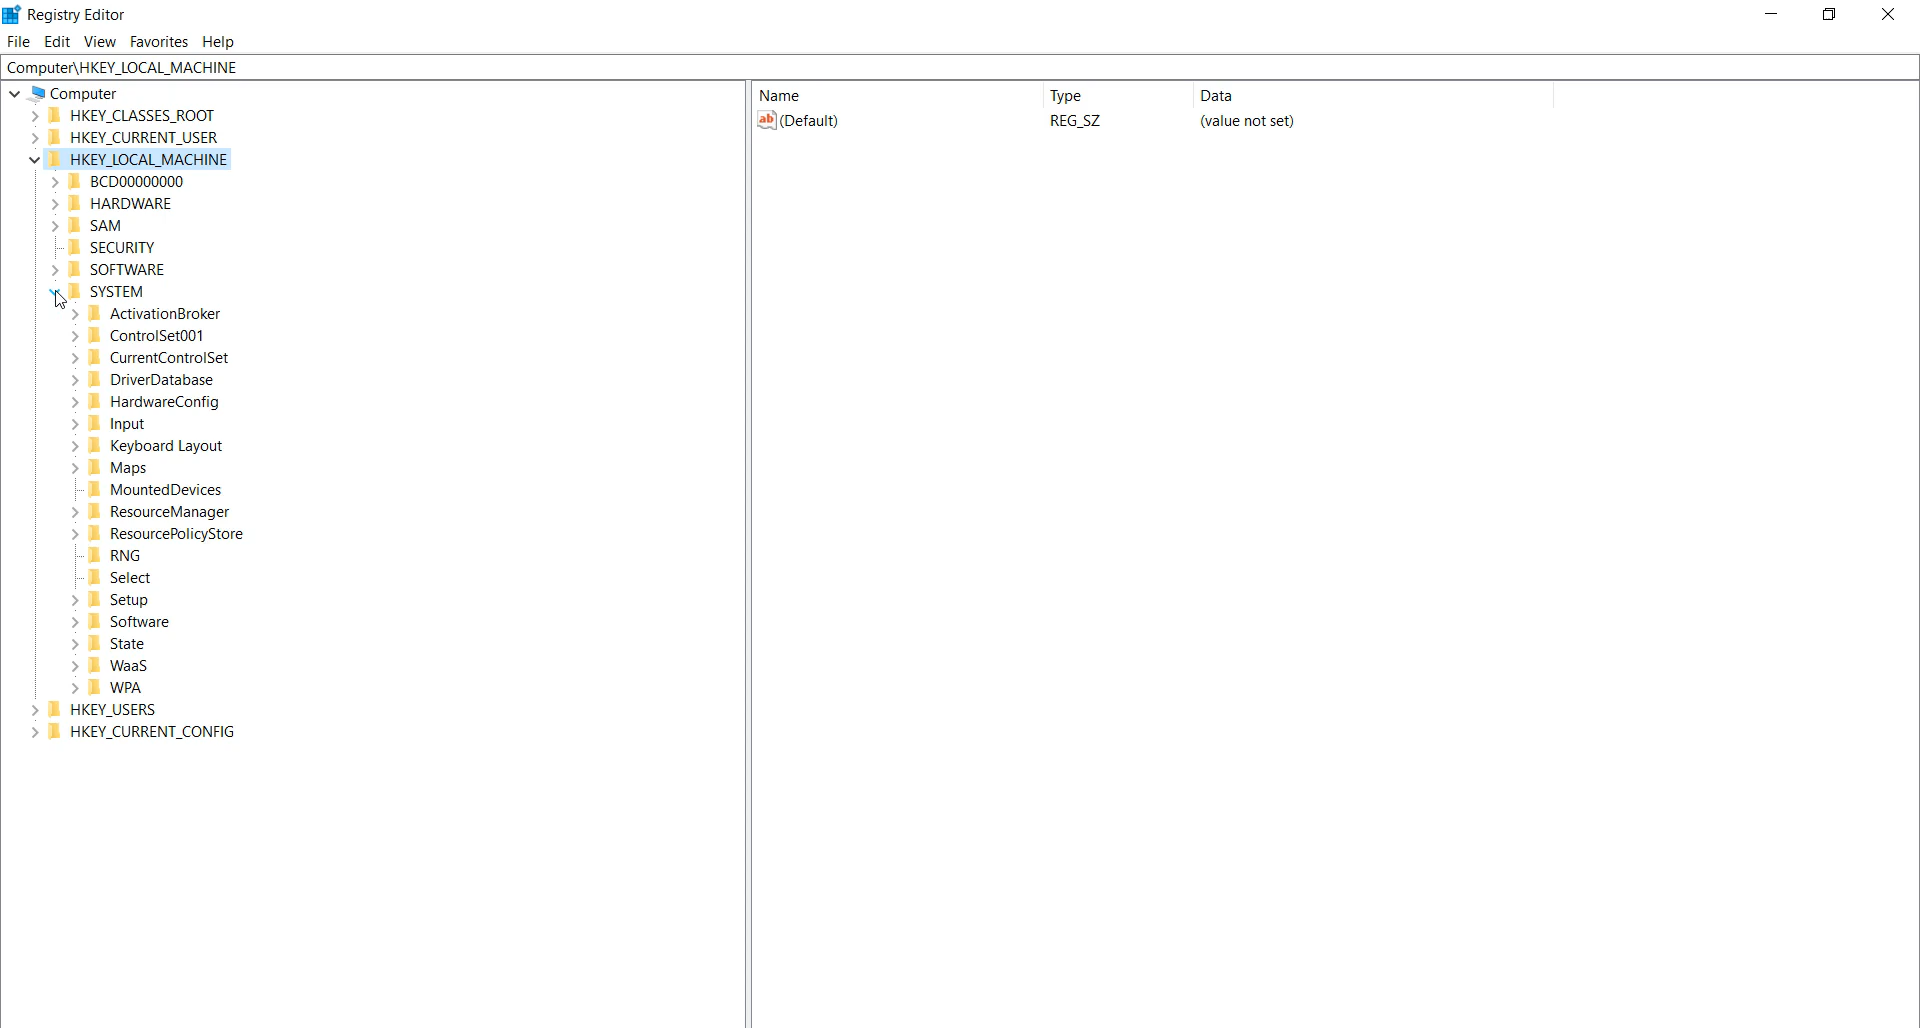 Registry Editor
File Edit View Favorites Help
Computer\HKEY_LOCAL_MACHINE
Computer
HKEY_CLASSES_ROOT
HKEY_CURRENT_USER
HKEY_LOCAL_MACHINE
BCD00000000
HARDWARE
SAM
SECURITY
SOFTWARE
SYSTEM
ActivationBroker
ControlSet001
CurrentControlSet
DriverDatabase
HardwareConfig
Input
Keyboard Layout
Maps
MountedDevices
ResourceManager
ResourcePolicyStore
RNG
Select
Setup
Software
State
WaaS
WPA
HKEY_USERS
HKEY_CURRENT_CONFIG
Name Type Data
ab (Default) REG_SZ (value not set)